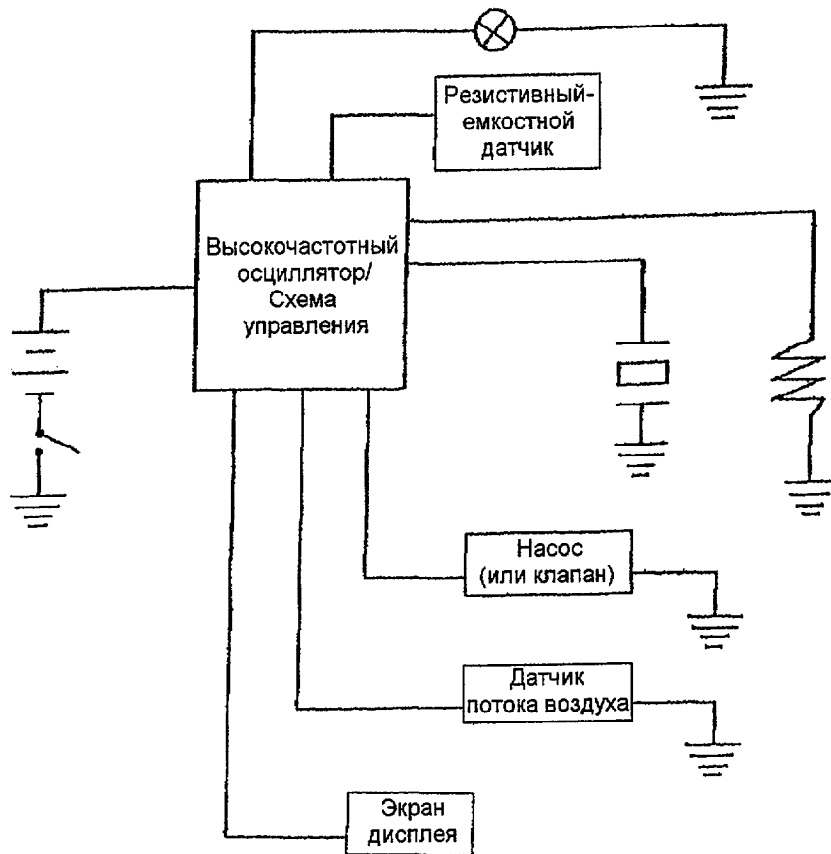 Резистивный-
емкостной
датчик
Высокочастотный
осциллятор/
Схема
управления
Насос
(или клапан)
Датчик
потока воздуха
Экран
дисплея